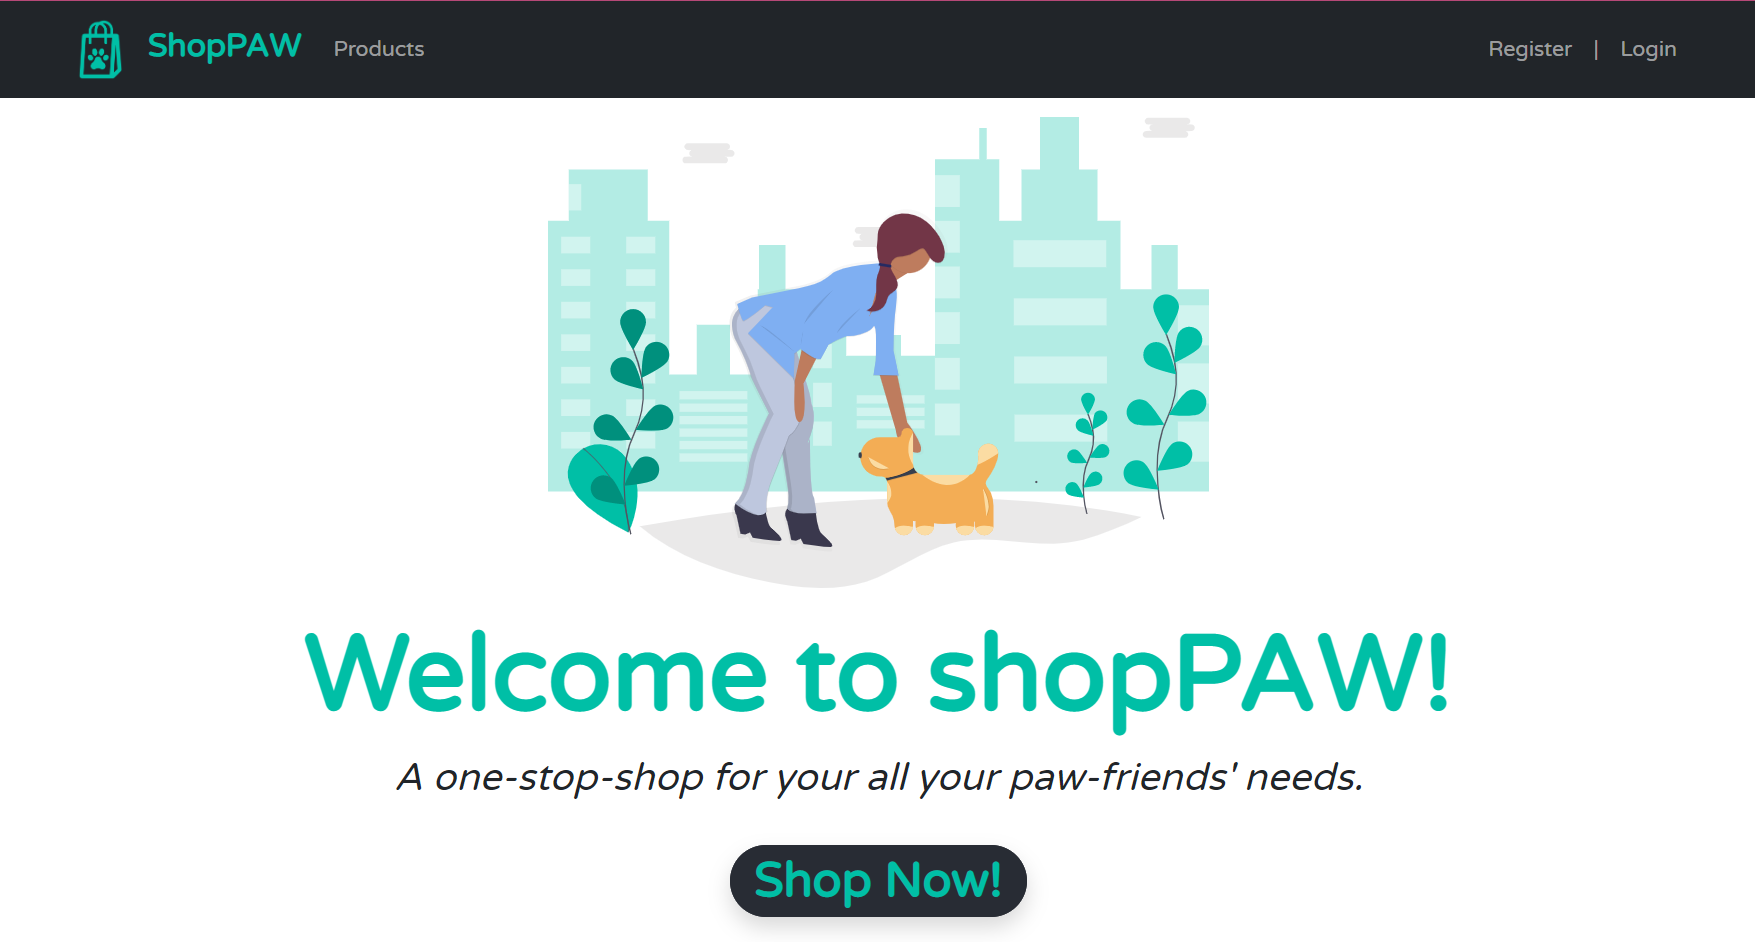 ShopPAW Products Register | Login
Welcome to shopPAW!
A one-stop-shop for your all your paw-friends' needs.
Shop Now!